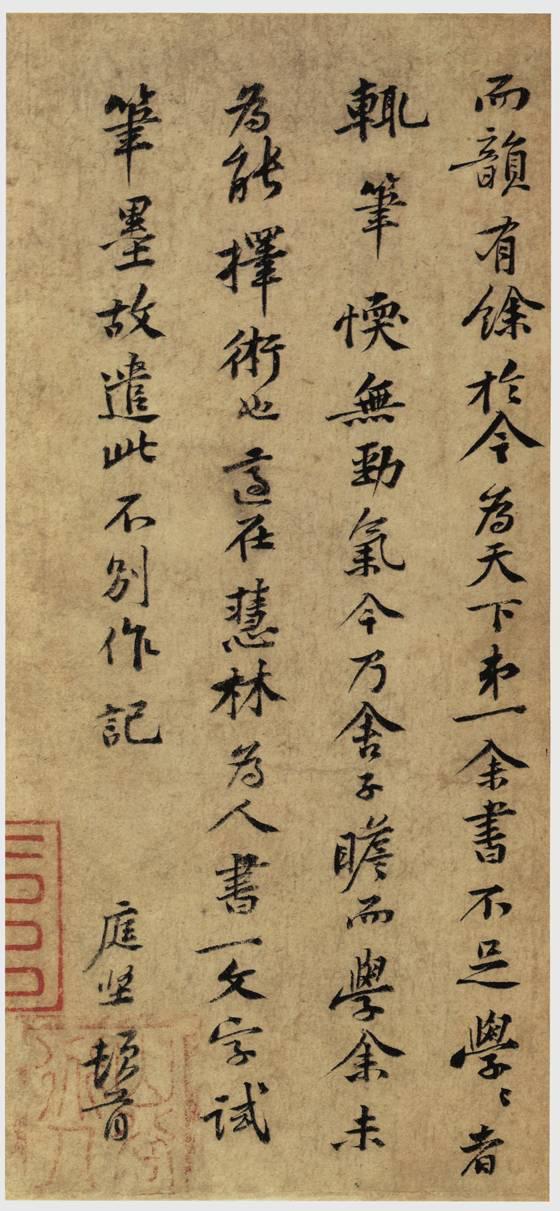 而韻有餘於今為天下第一余書不足學〻者
輒筆愞無勁氣今乃舍子瞻而學余未
為能擇術也適在慧林為人書一文字試
筆墨故遣此不別作記
庭堅頓首